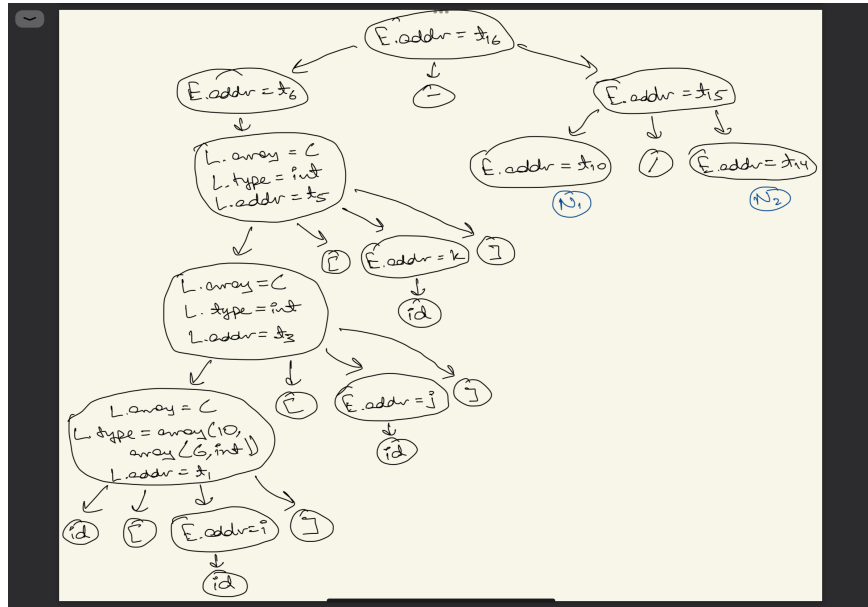 E.addr = t16
E.addr = t6
-
E.addr = t15
L.array = C
L.type = int
L.addr = t5
E.addr = t10
/
E.addr = t14
N1
N2
[
E.addr = k
]
id
L.array = C
L.type = int
L.addr = t3
[
E.addr = j
]
id
L.array = C
L.type = array(10,
array(6,int))
L.addr = t1
id
[
E.addr = i
]
id